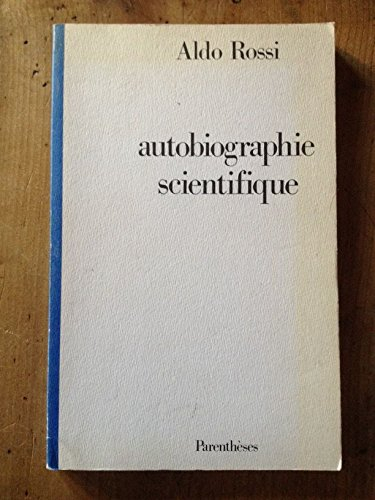 Aldo Rossi
autobiographie
scientifique
Parenthèses